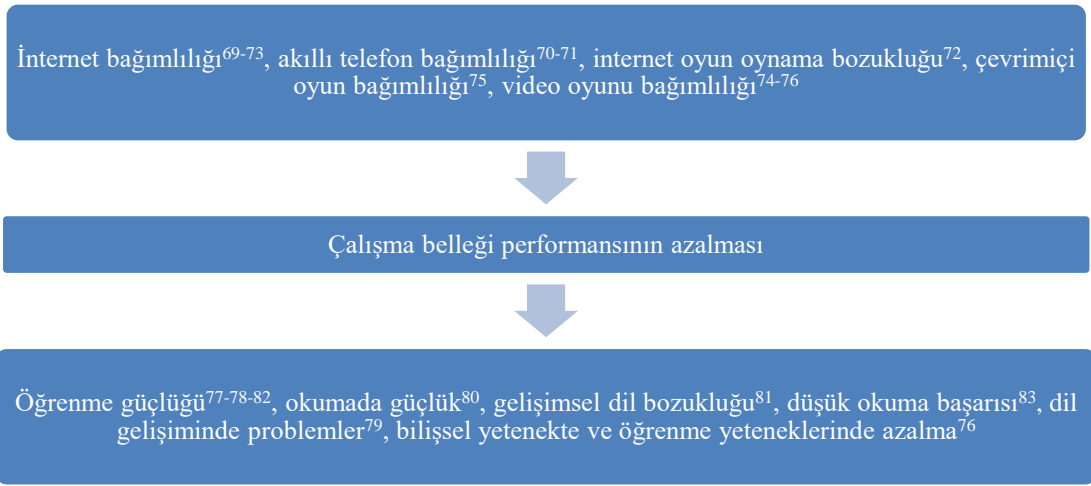 İnternet bağımlılığı69-73, akıllı telefon bağımlılığı70-71, internet oyun oynama bozukluğu72, çevrimiçi
oyun bağımlılığı75, video oyunu bağımlılığı74-76
Çalışma belleği performansının azalması
Öğrenme güçlüğü77-78-82, okumada güçlük80, gelişimsel dil bozukluğu81, düşük okuma başarısı83, dil
gelişiminde problemler79, bilişsel yetenekte ve öğrenme yeteneklerinde azalma76